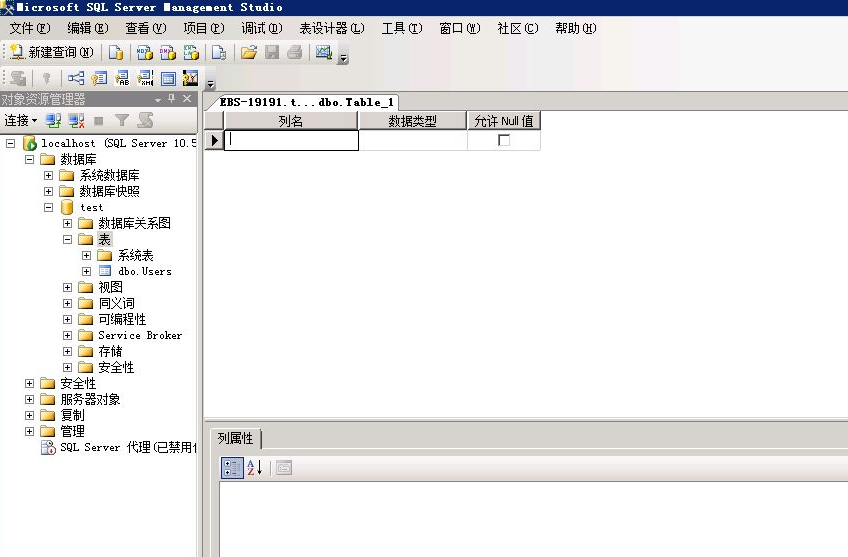 Microsoft SQL Server Management Studio
文件(F) 编辑(E) 查看(V) 项目(P) 调试(D) 表设计器(L) 工具(T) 窗口(W) 社区(C) 帮助(H)
新建查询(N)
对象资源管理器
连接
localhost (SQL Server 10.5
数据库
系统数据库
数据库快照
test
数据库关系图
表
系统表
dbo.Users
视图
同义词
可编程性
Service Broker
存储
安全性
安全性
服务器对象
复制
管理
SQL Server 代理(已禁用
EBS-19191.t...dbo.Table_1
列名 数据类型 允许 Null 值
列属性